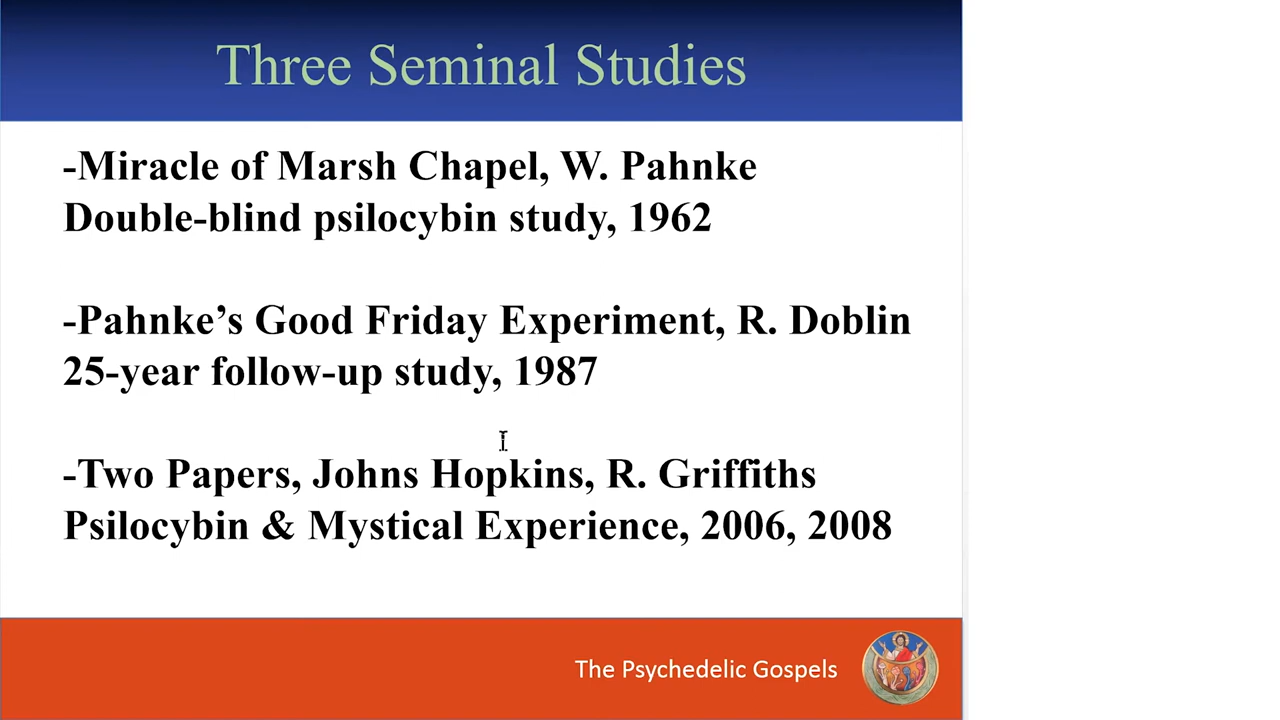 Three Seminal Studies
-Miracle of Marsh Chapel, W. Pahnke
Double-blind psilocybin study, 1962
-Pahnke’s Good Friday Experiment, R. Doblin
25-year follow-up study, 1987
-Two Papers, Johns Hopkins, R. Griffiths
Psilocybin & Mystical Experience, 2006, 2008
The Psychedelic Gospels